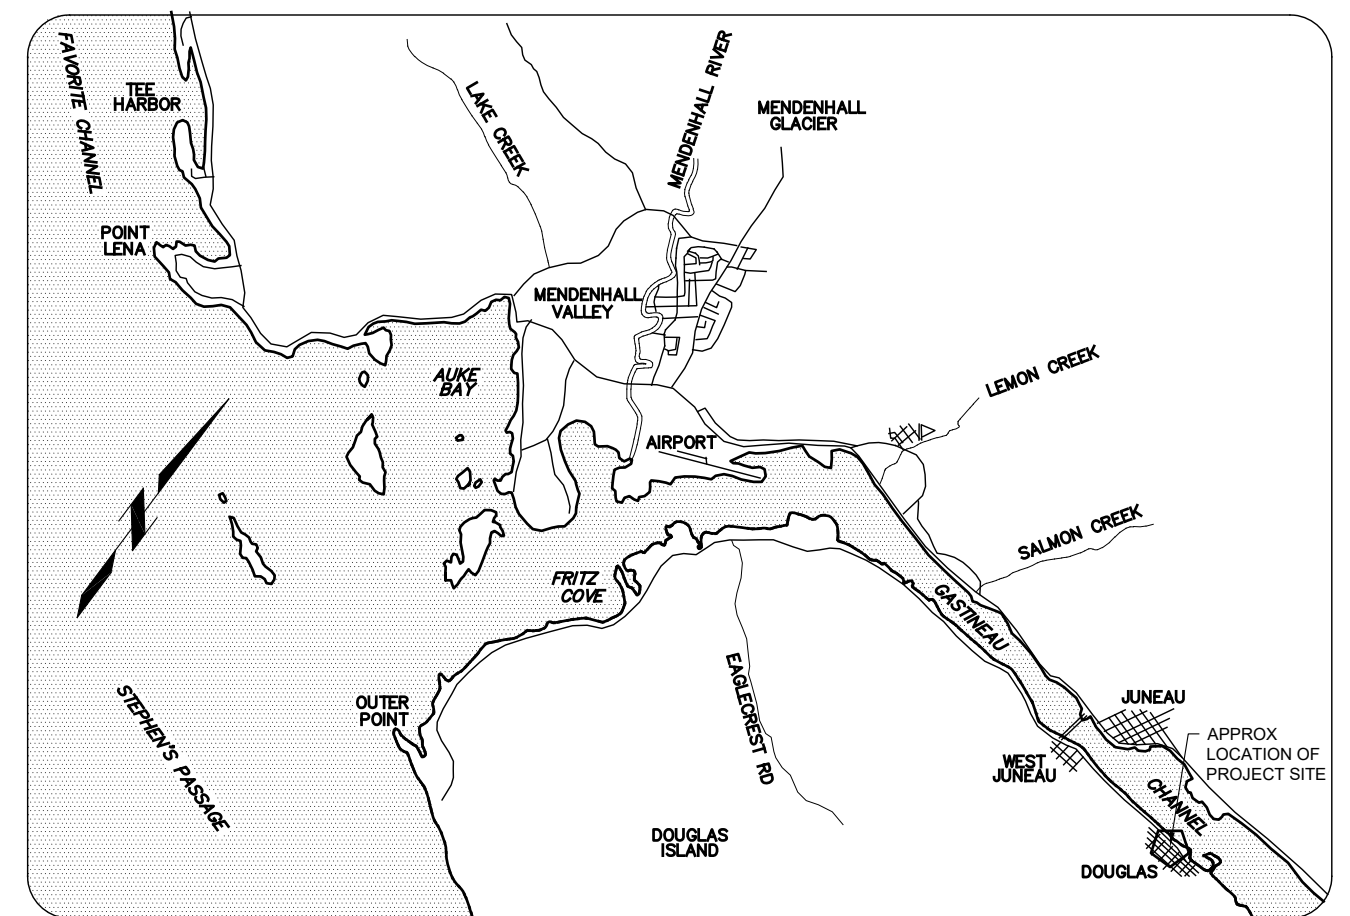 FAVORITE CHANNEL
TEE
HARBOR
LAKE CREEK
MENDENHALL RIVER
MENDENHALL
GLACIER
POINT
LENA
MENDENHALL
VALLEY
AUKE
BAY
LEMON CREEK
AIRPORT
SALMON CREEK
FRITZ
COVE
GASTINEAU
EAGLECREST RD
STEPHEN'S PASSAGE
OUTER
POINT
JUNEAU
APPROX
LOCATION OF
PROJECT SITE
WEST
JUNEAU
CHANNEL
DOUGLAS
ISLAND
DOUGLAS